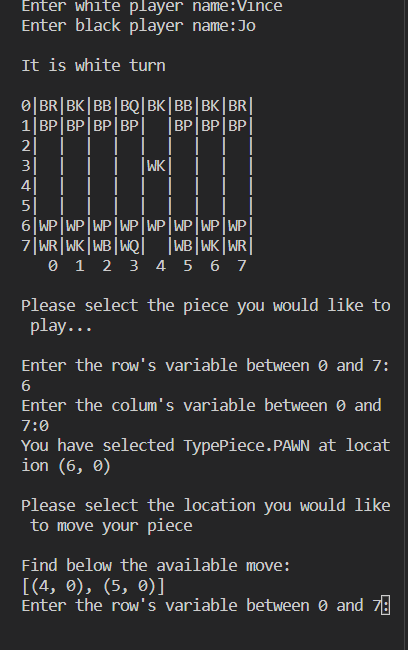 Enter white player name:Vince
Enter black player name:Jo
It is white turn
0|BR|BK|BB|BQ|BK|BB|BK|BR|
1|BP|BP|BP|BP|  |BP|BP|BP|
2|  |  |  |  |  |  |  |  |
3|  |  |  |  |WK|  |  |  |
4|  |  |  |  |  |  |  |  |
5|  |  |  |  |  |  |  |  |
6|WP|WP|WP|WP|WP|WP|WP|WP|
7|WR|WK|WB|WQ|  |WB|WK|WR|
0  1  2  3  4  5  6  7
Please select the piece you would like to
play...
Enter the row's variable between 0 and 7:
6
Enter the colum's variable between 0 and
7:0
You have selected TypePiece.PAWN at locat
ion (6, 0)
Please select the location you would like
to move your piece
Find below the available move:
[(4, 0), (5, 0)]
Enter the row's variable between 0 and 7: